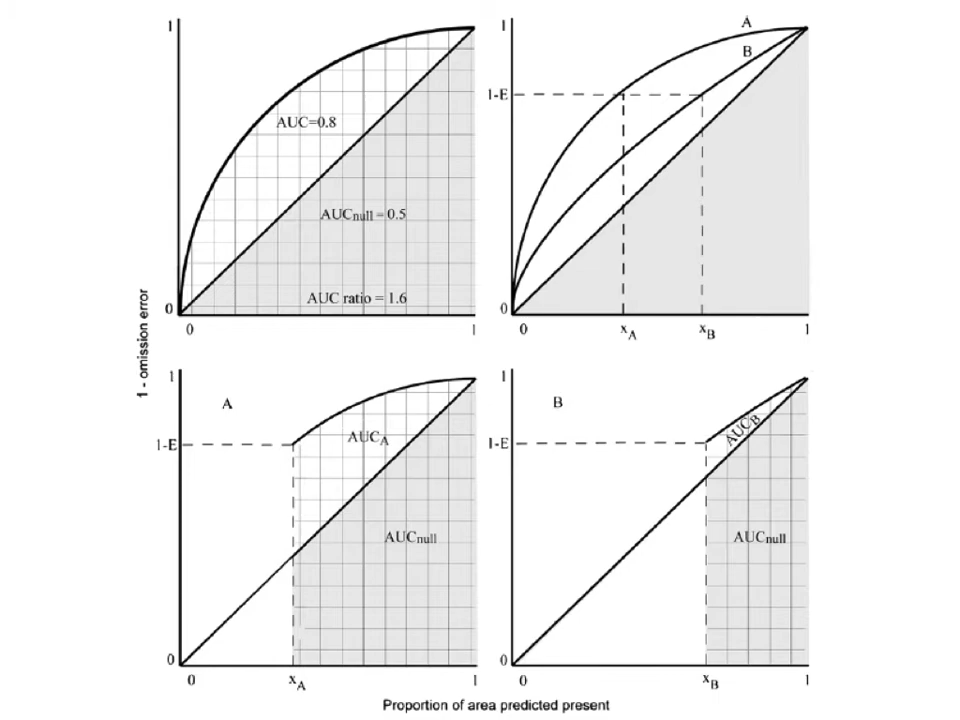 1
AUC=0.8
AUCnull = 0.5
AUC ratio = 1.6
0
0
1
1
A
B
1-E
0
0
xA
xB
1
1 - omission error
1
A
1-E
AUCA
AUCnull
0
0
xA
1
1
B
1-E
AUCB
AUCnull
0
0
xB
1
Proportion of area predicted present